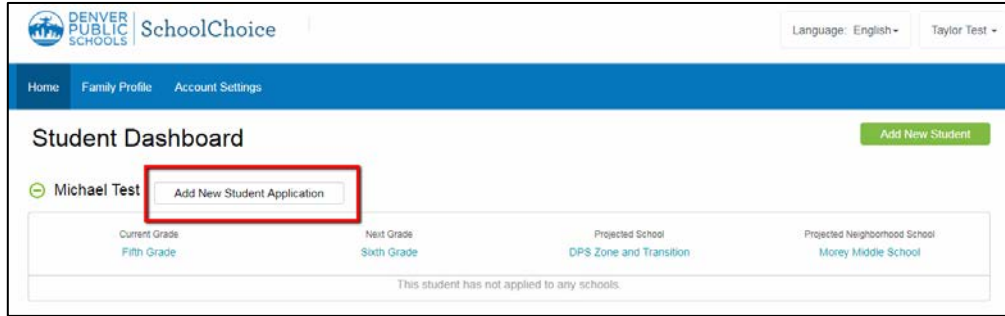 DENVER
PUBLIC
SCHOOLS
SchoolChoice
Language: English
Taylor Test
Home Family Profile Account Settings
Student Dashboard
Add New Student
Michael Test Add New Student Application
Current Grade Next Grade Projected School Projected Neighborhood School
Fifth Grade Sixth Grade DPS Zone and Transition Morey Middle School
This student has not applied to any schools.